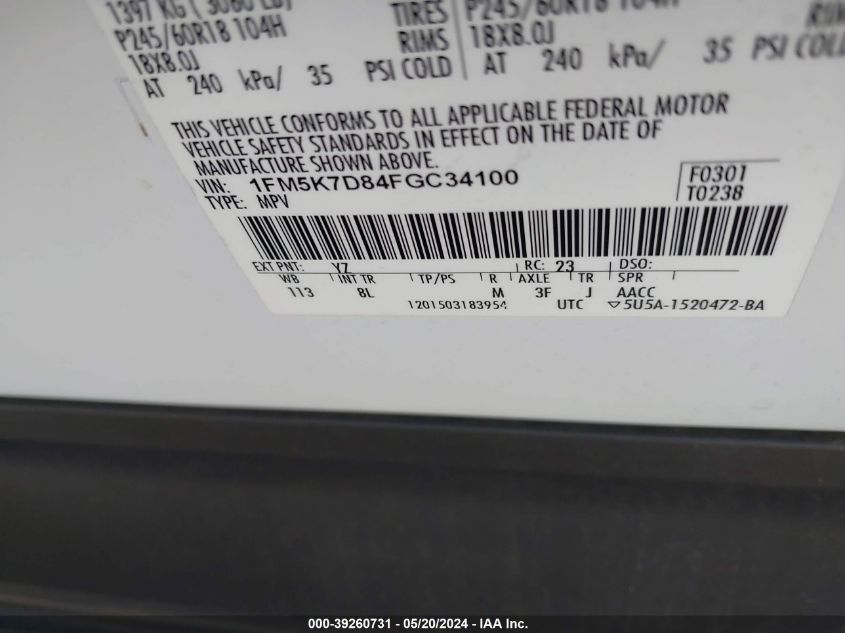 1397 KG ( 3080 LB)
P245/60R18 104H TIRES P245/60R18 104H
18X8.0J RIMS 18X8.0J RIMS
AT 240 kPa/ 35 PSI COLD AT 240 kPa/ 35 PSI COLD
THIS VEHICLE CONFORMS TO ALL APPLICABLE FEDERAL MOTOR
VEHICLE SAFETY STANDARDS IN EFFECT ON THE DATE OF
MANUFACTURE SHOWN ABOVE.
VIN: 1FM5K7D84FGC34100 F0301
TYPE: MPV T0238
EXT PNT: YZ RC: 23 DSO:
WB INT TR TP/PS R AXLE TR SPR
113 8L M 3F J AACC
1201503183954 UTC ▽5U5A-1520472-BA
000-39260731 - 05/20/2024 - IAA Inc.